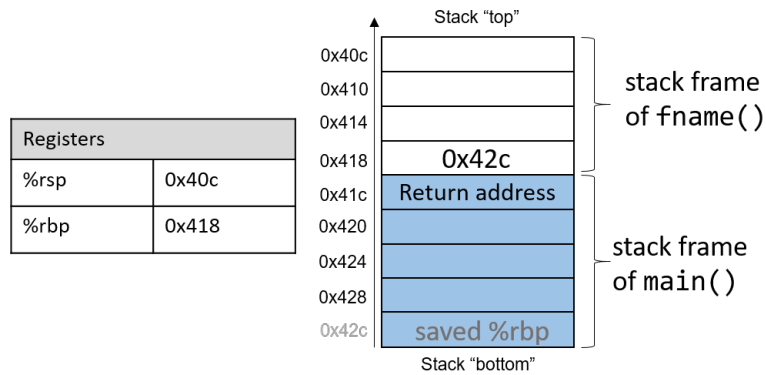 Registers
%rsp 0x40c
%rbp 0x418
Stack “top”
0x40c
0x410
0x414
0x418 0x42c
0x41c Return address
0x420
0x424
0x428
0x42c saved %rbp
Stack “bottom”
stack frame
of fname()
stack frame
of main()